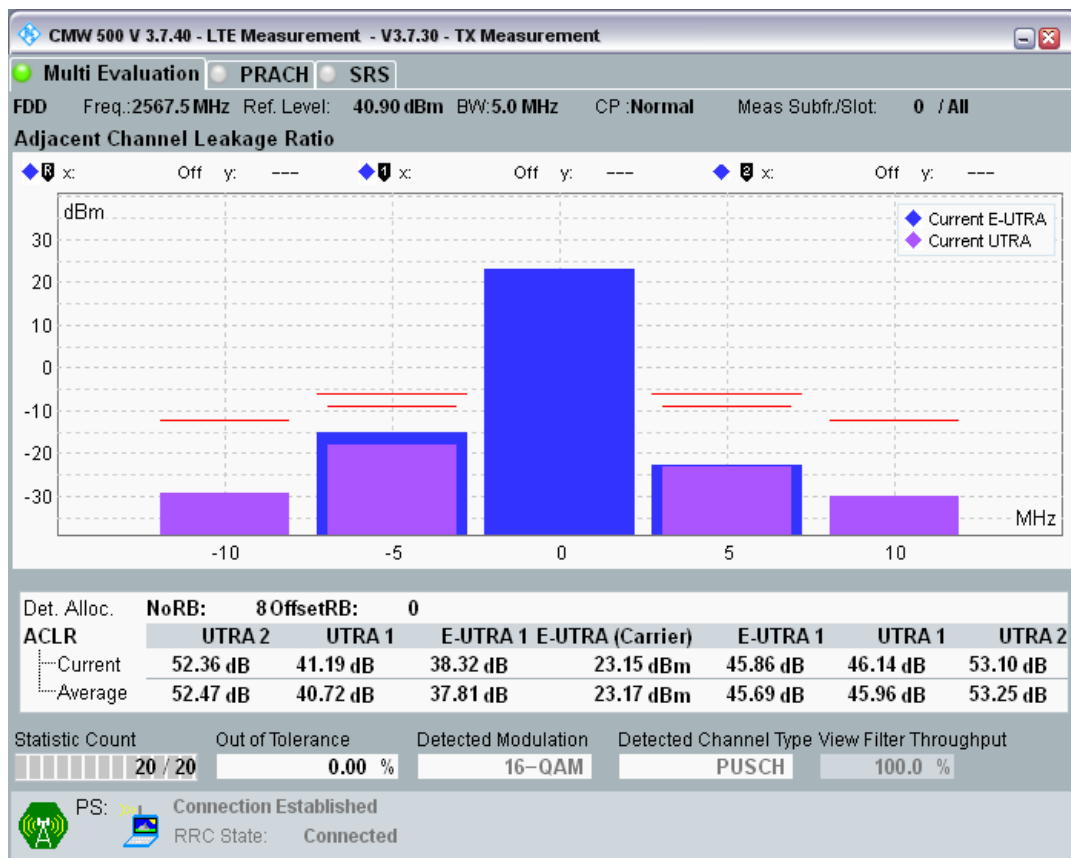 CMW 500 V 3.7.40 - LTE Measurement - V3.7.30 - TX Measurement
Multi Evaluation PRACH SRS
FDD Freq.:2567.5 MHz Ref. Level: 40.90 dBm BW:5.0 MHz CP :Normal Meas Subfr./Slot: 0 / All
Adjacent Channel Leakage Ratio
R x: Off y: --- 1 x: Off y: --- 2 x: Off y: ---
dBm
Current E-UTRA
Current UTRA
30
20
10
0
-10
-20
-30
MHz
-10 -5 0 5 10
Det. Alloc. NoRB: 8 OffsetRB: 0
ACLR UTRA 2 UTRA 1 E-UTRA 1 E-UTRA (Carrier) E-UTRA 1 UTRA 1 UTRA 2
Current 52.36 dB 41.19 dB 38.32 dB 23.15 dBm 45.86 dB 46.14 dB 53.10 dB
Average 52.47 dB 40.72 dB 37.81 dB 23.17 dBm 45.69 dB 45.96 dB 53.25 dB
Statistic Count Out of Tolerance Detected Modulation Detected Channel Type View Filter Throughput
20 / 20 0.00 % 16-QAM PUSCH 100.0 %
PS: Connection Established
RRC State: Connected